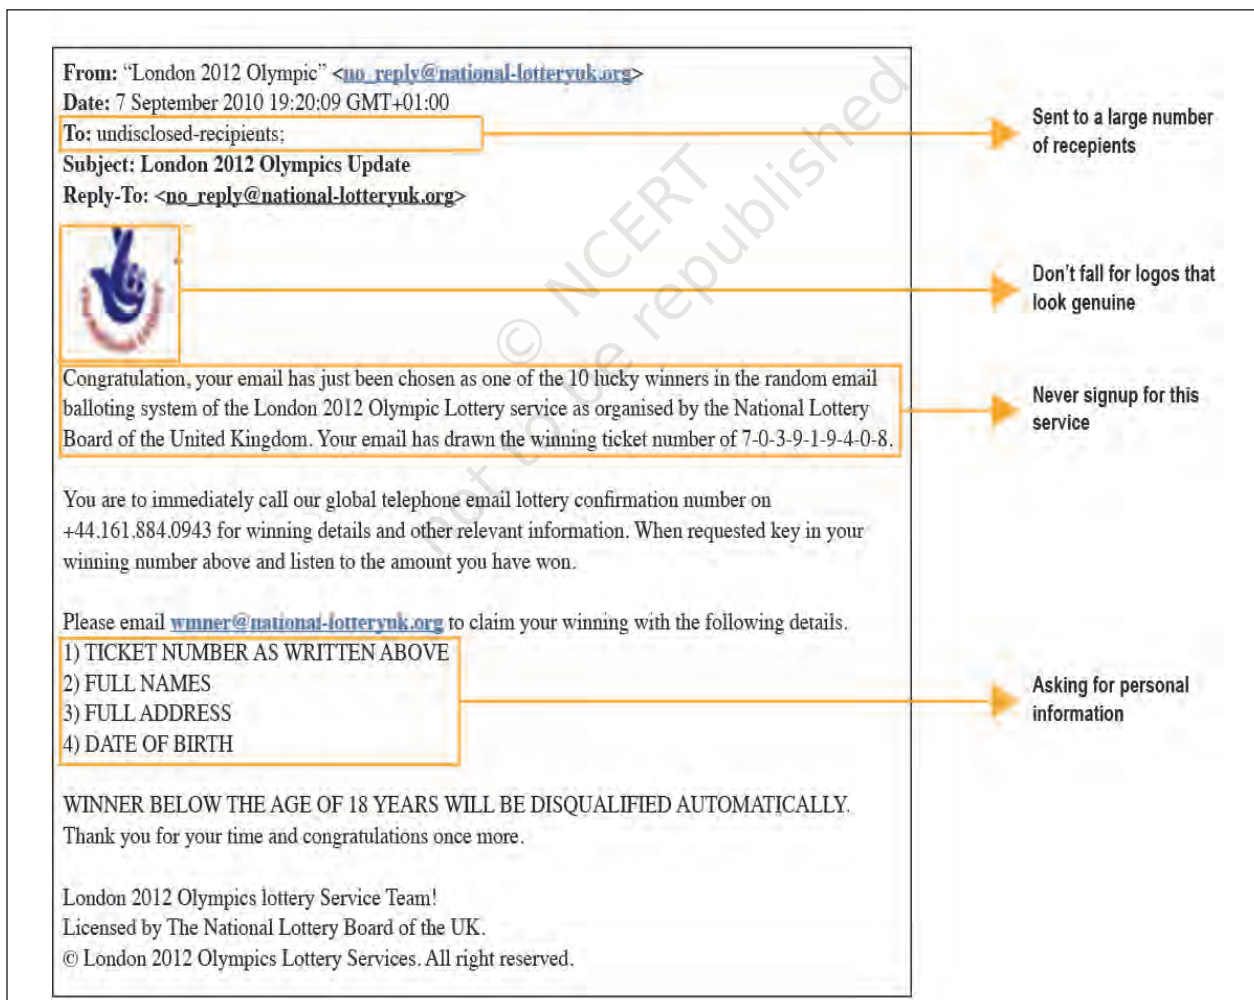 From: “London 2012 Olympic” <no_reply@national-lotteryuk.org>
Date: 7 September 2010 19:20:09 GMT+01:00
To: undisclosed-recipients;
Subject: London 2012 Olympics Update
Reply-To: <no_reply@national-lotteryuk.org>
Sent to a large number
of recepients
The National Lottery
Don't fall for logos that
look genuine
Congratulation, your email has just been chosen as one of the 10 lucky winners in the random email
balloting system of the London 2012 Olympic Lottery service as organised by the National Lottery
Board of the United Kingdom. Your email has drawn the winning ticket number of 7-0-3-9-1-9-4-0-8.
Never signup for this
service
You are to immediately call our global telephone email lottery confirmation number on
+44.161.884.0943 for winning details and other relevant information. When requested key in your
winning number above and listen to the amount you have won.
Please email wmner@national-lotteryuk.org to claim your winning with the following details.
1) TICKET NUMBER AS WRITTEN ABOVE
2) FULL NAMES
3) FULL ADDRESS
4) DATE OF BIRTH
Asking for personal
information
WINNER BELOW THE AGE OF 18 YEARS WILL BE DISQUALIFIED AUTOMATICALLY.
Thank you for your time and congratulations once more.
London 2012 Olympics lottery Service Team!
Licensed by The National Lottery Board of the UK.
© London 2012 Olympics Lottery Services. All right reserved.
© NCERT
not to be republished